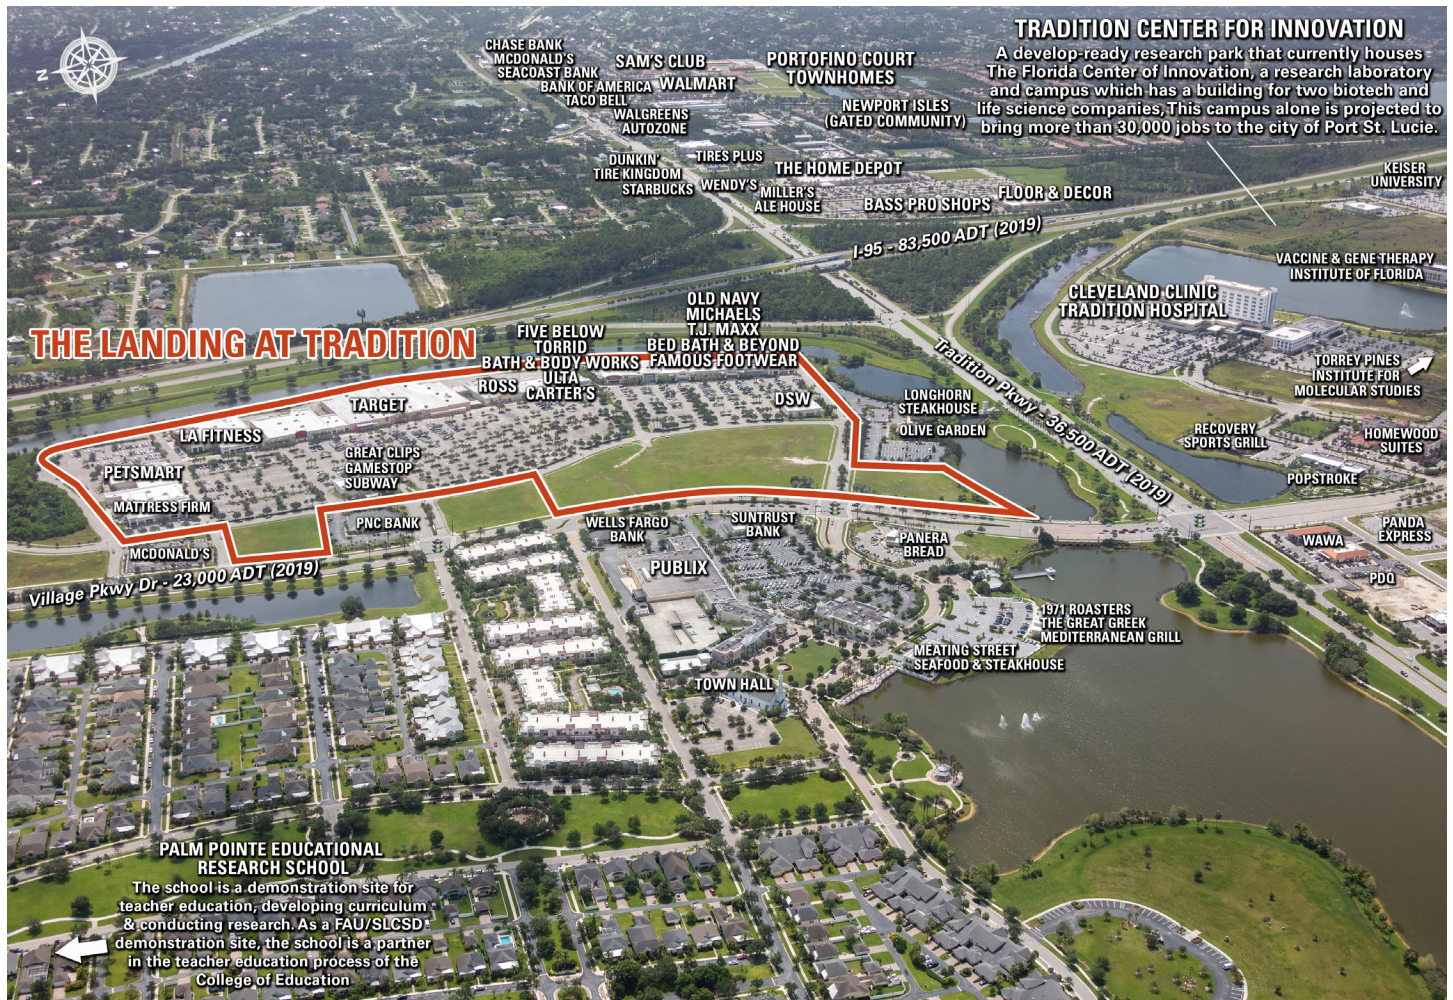 N
CHASE BANK
MCDONALD'S
SEACOAST BANK
BANK OF AMERICA
TACO BELL
SAM'S CLUB
WALMART
WALGREENS
AUTOZONE
PORTOFINO COURT
TOWNHOMES
NEWPORT ISLES
(GATED COMMUNITY)
TRADITION CENTER FOR INNOVATION
A develop-ready research park that currently houses
The Florida Center of Innovation, a research laboratory
and campus which has a building for two biotech and
life science companies, This campus alone is projected to
bring more than 30,000 jobs to the city of Port St. Lucie.
DUNKIN'
TIRE KINGDOM
STARBUCKS
TIRES PLUS
WENDY'S
THE HOME DEPOT
MILLER'S
ALE HOUSE
BASS PRO SHOPS
FLOOR & DECOR
KEISER
UNIVERSITY
I-95 - 83,500 ADT (2019)
VACCINE & GENE THERAPY
INSTITUTE OF FLORIDA
CLEVELAND CLINIC
TRADITION HOSPITAL
TORREY PINES
INSTITUTE FOR
MOLECULAR STUDIES
THE LANDING AT TRADITION
FIVE BELOW
TORRID
BATH & BODY WORKS
ROSS
ULTA
CARTER'S
OLD NAVY
MICHAELS
T.J. MAXX
BED BATH & BEYOND
FAMOUS FOOTWEAR
DSW
TARGET
LA FITNESS
PETSMART
MATTRESS FIRM
GREAT CLIPS
GAMESTOP
SUBWAY
PNC BANK
MCDONALD'S
Village Pkwy Dr - 23,000 ADT (2019)
Tradition Pkwy - 36,500 ADT (2019)
LONGHORN
STEAKHOUSE
OLIVE GARDEN
RECOVERY
SPORTS GRILL
HOMEWOOD
SUITES
POPSTROKE
WAWA
PANDA
EXPRESS
PDQ
WELLS FARGO
BANK
SUNTRUST
BANK
PANERA
BREAD
PUBLIX
1971 ROASTERS
THE GREAT GREEK
MEDITERRANEAN GRILL
MEATING STREET
SEAFOOD & STEAKHOUSE
TOWN HALL
PALM POINTE EDUCATIONAL
RESEARCH SCHOOL
The school is a demonstration site for
teacher education, developing curriculum
& conducting research. As a FAU/SLCSD
demonstration site, the school is a partner
in the teacher education process of the
College of Education